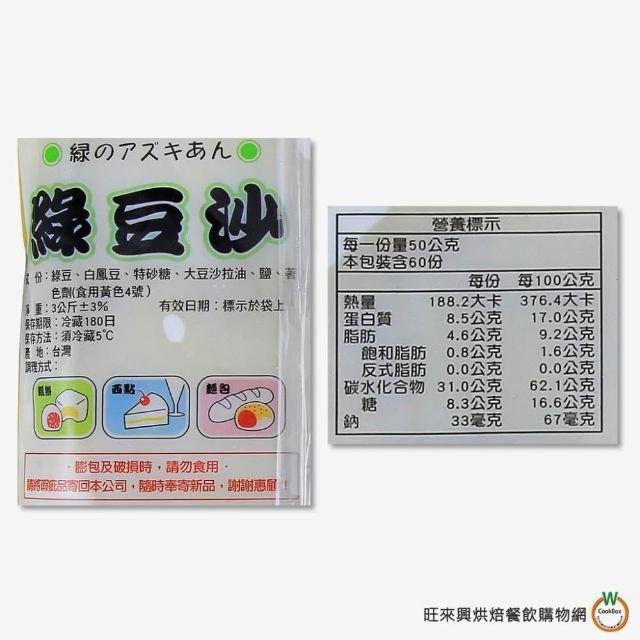 緑のアズキあん
綠豆沙
份：綠豆、白鳳豆、特砂糖、大豆沙拉油、鹽、著
色劑(食用黃色4號)
重：3公斤±3%
有效日期：標示於袋上
保存期限：冷藏180日
保存方法：須冷藏5℃
產 地：台灣
調理方式：
西點
麵包
膨包及破損時，請勿食用‧
請將瑕疵品寄回本公司，隨時奉寄新品，謝謝惠顧!
營養標示
每一份量50公克
本包裝含60份
每份 每100公克
熱量 188.2大卡 376.4大卡
蛋白質 8.5公克 17.0公克
脂肪 4.6公克 9.2公克
飽和脂肪 0.8公克 1.6公克
反式脂肪 0.0公克 0.0公克
碳水化合物 31.0公克 62.1公克
糖 8.3公克 16.6公克
鈉 33毫克 67毫克
W
CookBox
旺來興烘焙餐飲購物網